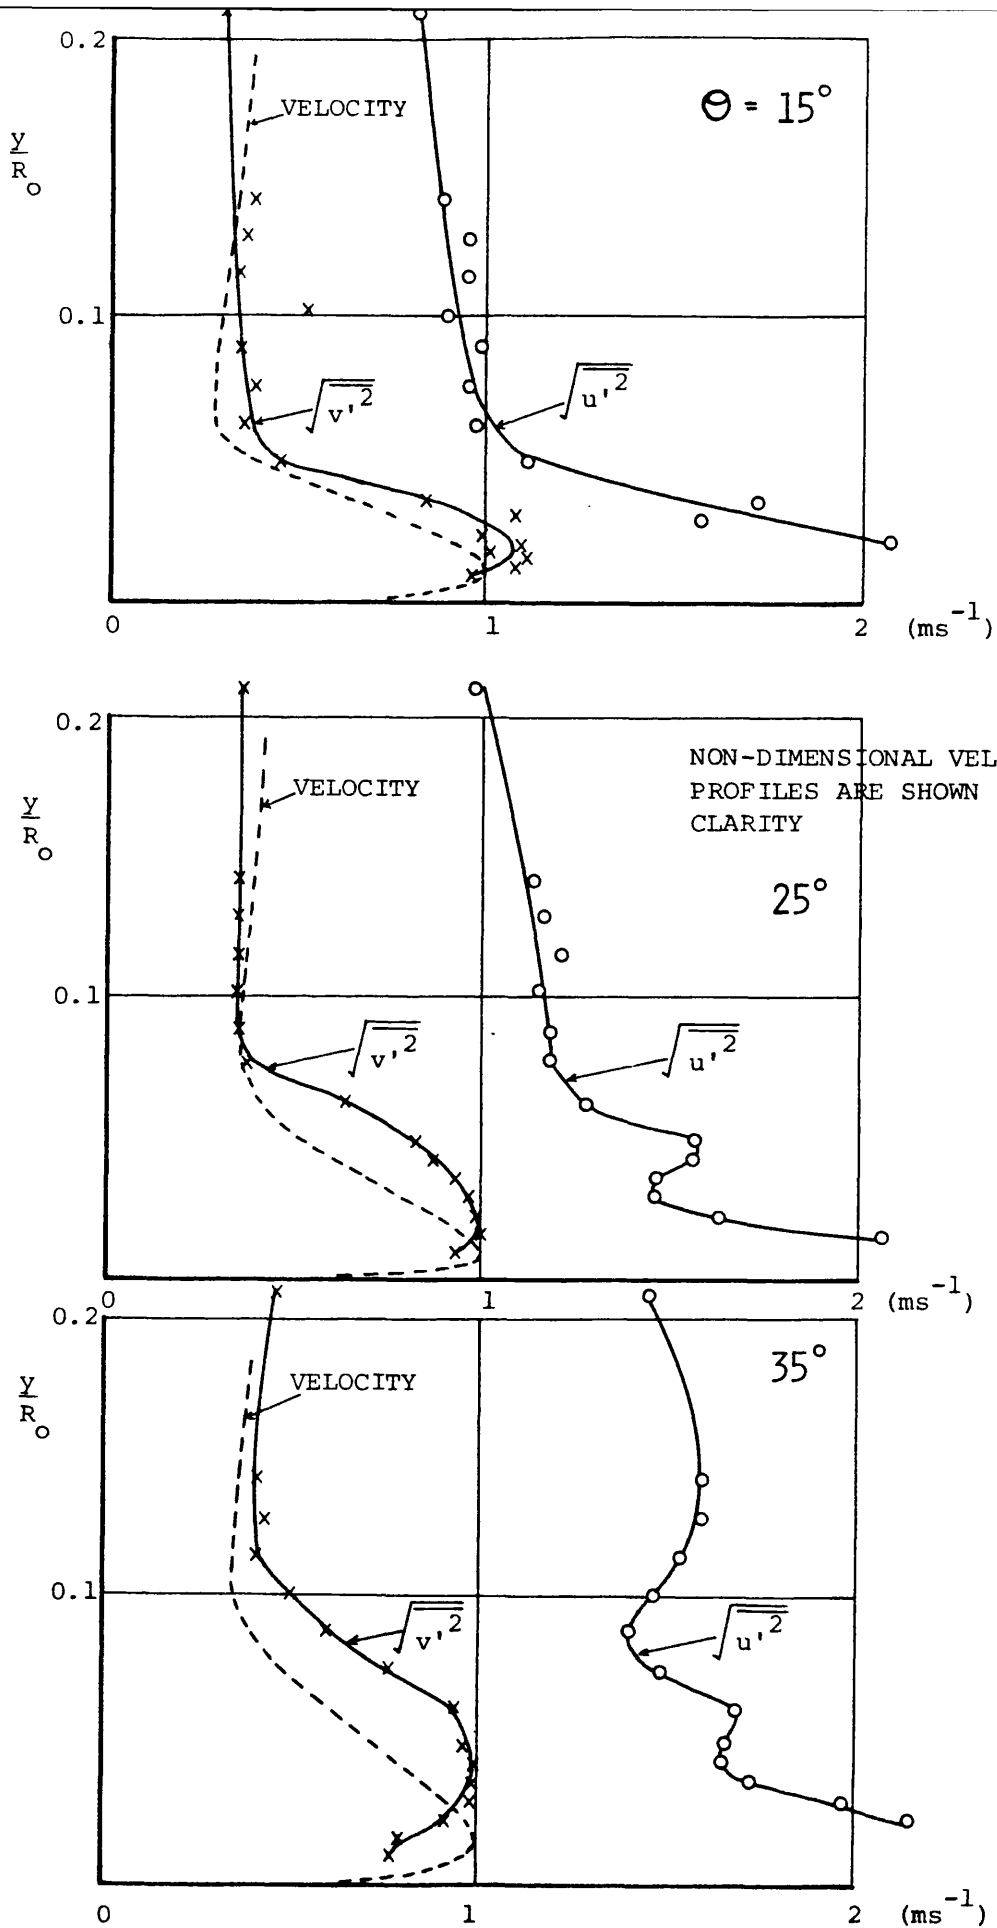 0.2
VELOCITY
Θ = 15°
y
R₀
0.1
√v'²
√u'²
0 1 2 (ms⁻¹)
0.2
NON-DIMENSIONAL VEL
PROFILES ARE SHOWN
CLARITY
VELOCITY
y
R₀
25°
0.1
√v'²
√u'²
0 1 2 (ms⁻¹)
0.2
35°
VELOCITY
y
R₀
0.1
√v'²
√u'²
0 1 2 (ms⁻¹)